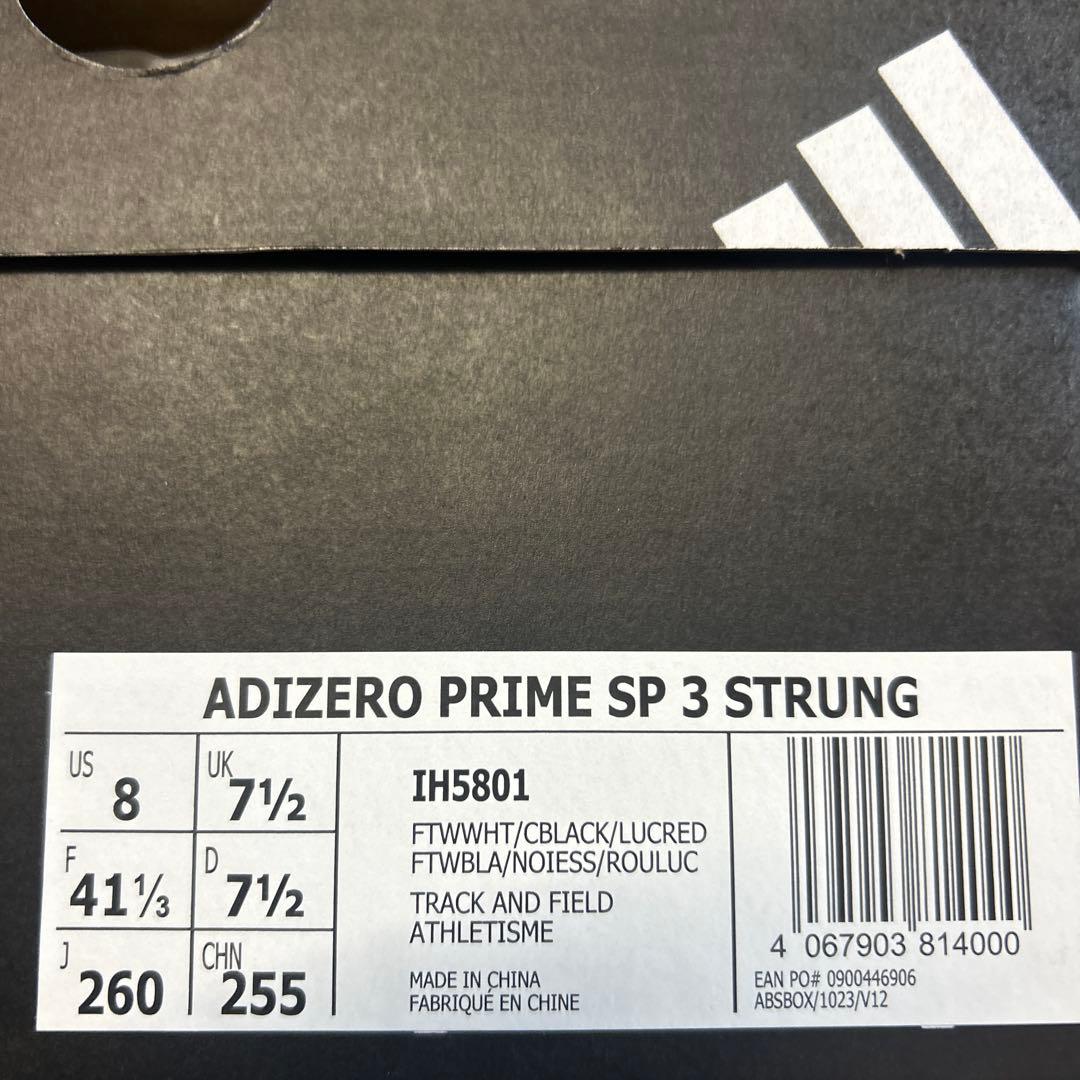 ADIZERO PRIME SP 3 STRUNG
US 8
UK 7½
F 41⅓
D 7½
J 260
CHN 255
IH5801
FTWWHT/CBLACK/LUCRED
FTWBLA/NOIESS/ROULUC
TRACK AND FIELD
ATHLETISME
MADE IN CHINA
FABRIQUÉ EN CHINE
4 067903 814000
EAN PO# 0900446906
ABSBOX/1023/V12